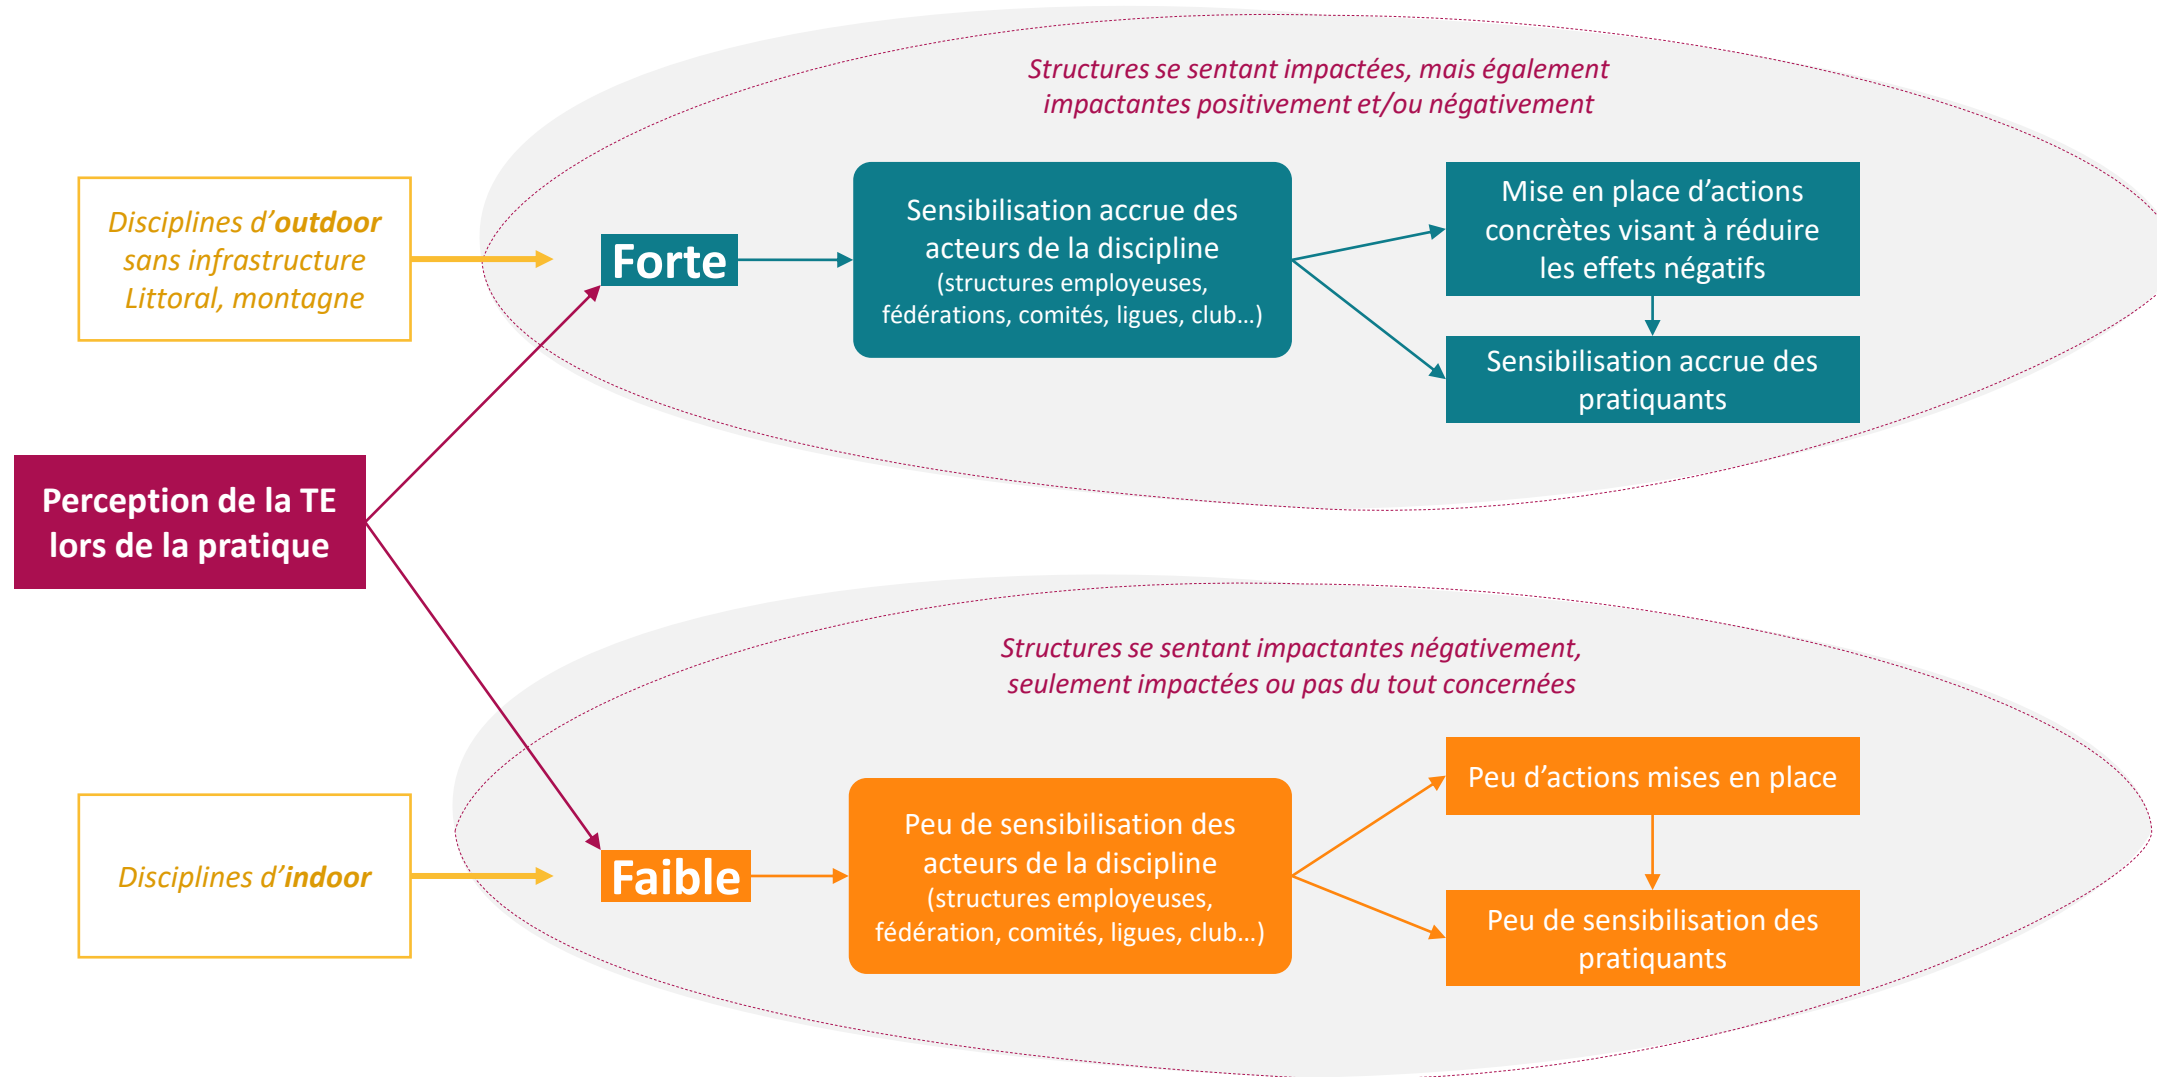 Structures se sentant impactées, mais également
impactantes positivement et/ou négativement
Disciplines d’outdoor
sans infrastructure
Littoral, montagne
Forte
Sensibilisation accrue des
acteurs de la discipline
(structures employeuses,
fédérations, comités, ligues, club…)
Mise en place d’actions
concrètes visant à réduire
les effets négatifs
Sensibilisation accrue des
pratiquants
Perception de la TE
lors de la pratique
Structures se sentant impactantes négativement,
seulement impactées ou pas du tout concernées
Disciplines d’indoor
Faible
Peu de sensibilisation des
acteurs de la discipline
(structures employeuses,
fédération, comités, ligues, club…)
Peu d’actions mises en place
Peu de sensibilisation des
pratiquants